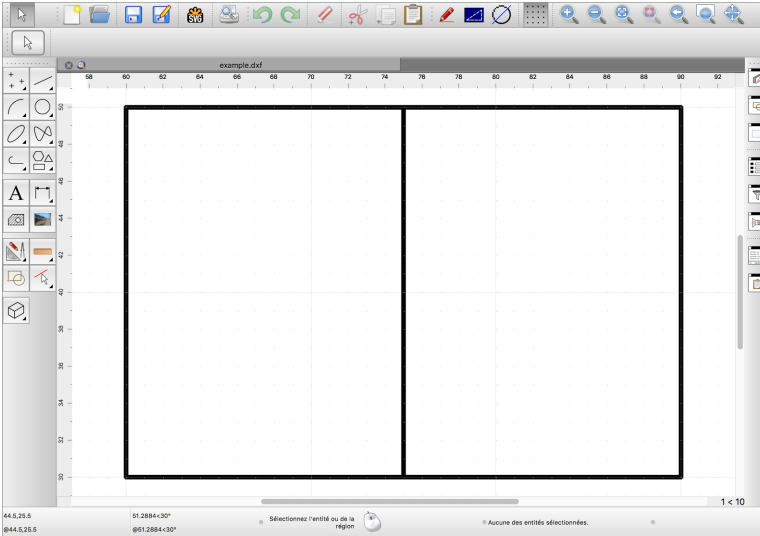 SVG
example.dxf
58 60 62 64 66 68 70 72 74 76 78 80 82 84 86 88 90 92
50
48
46
44
42
40
38
36
34
32
30
A
1 < 10
44.5,25.5
@44.5,25.5
51.2884<30°
@51.2884<30°
Sélectionnez l'entité ou de la
région
Aucune des entités sélectionnées.